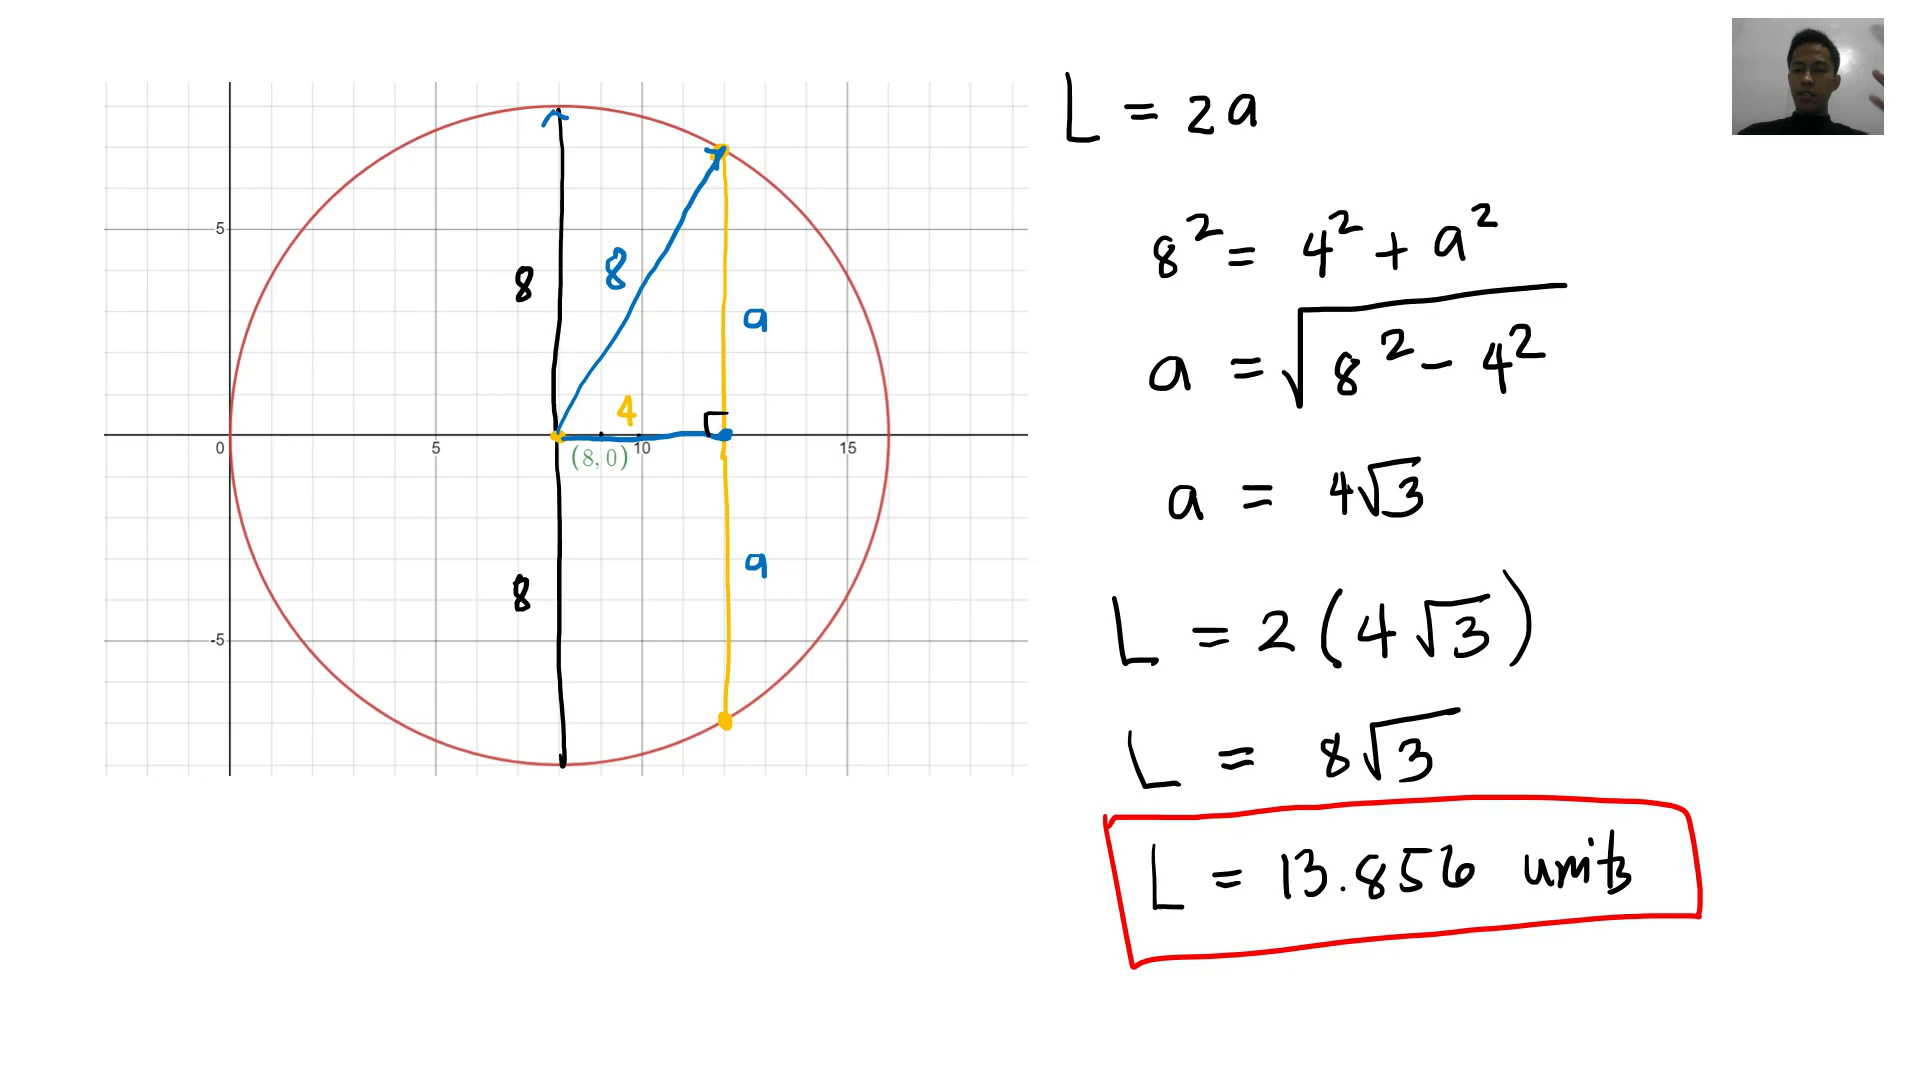 8
8
8
4
a
a
5
-5
0
5
10
15
(8, 0)
L = 2a
8² = 4² + a²
a = √8² - 4²
a = 4√3
L = 2(4√3)
L = 8√3
L = 13.856 units